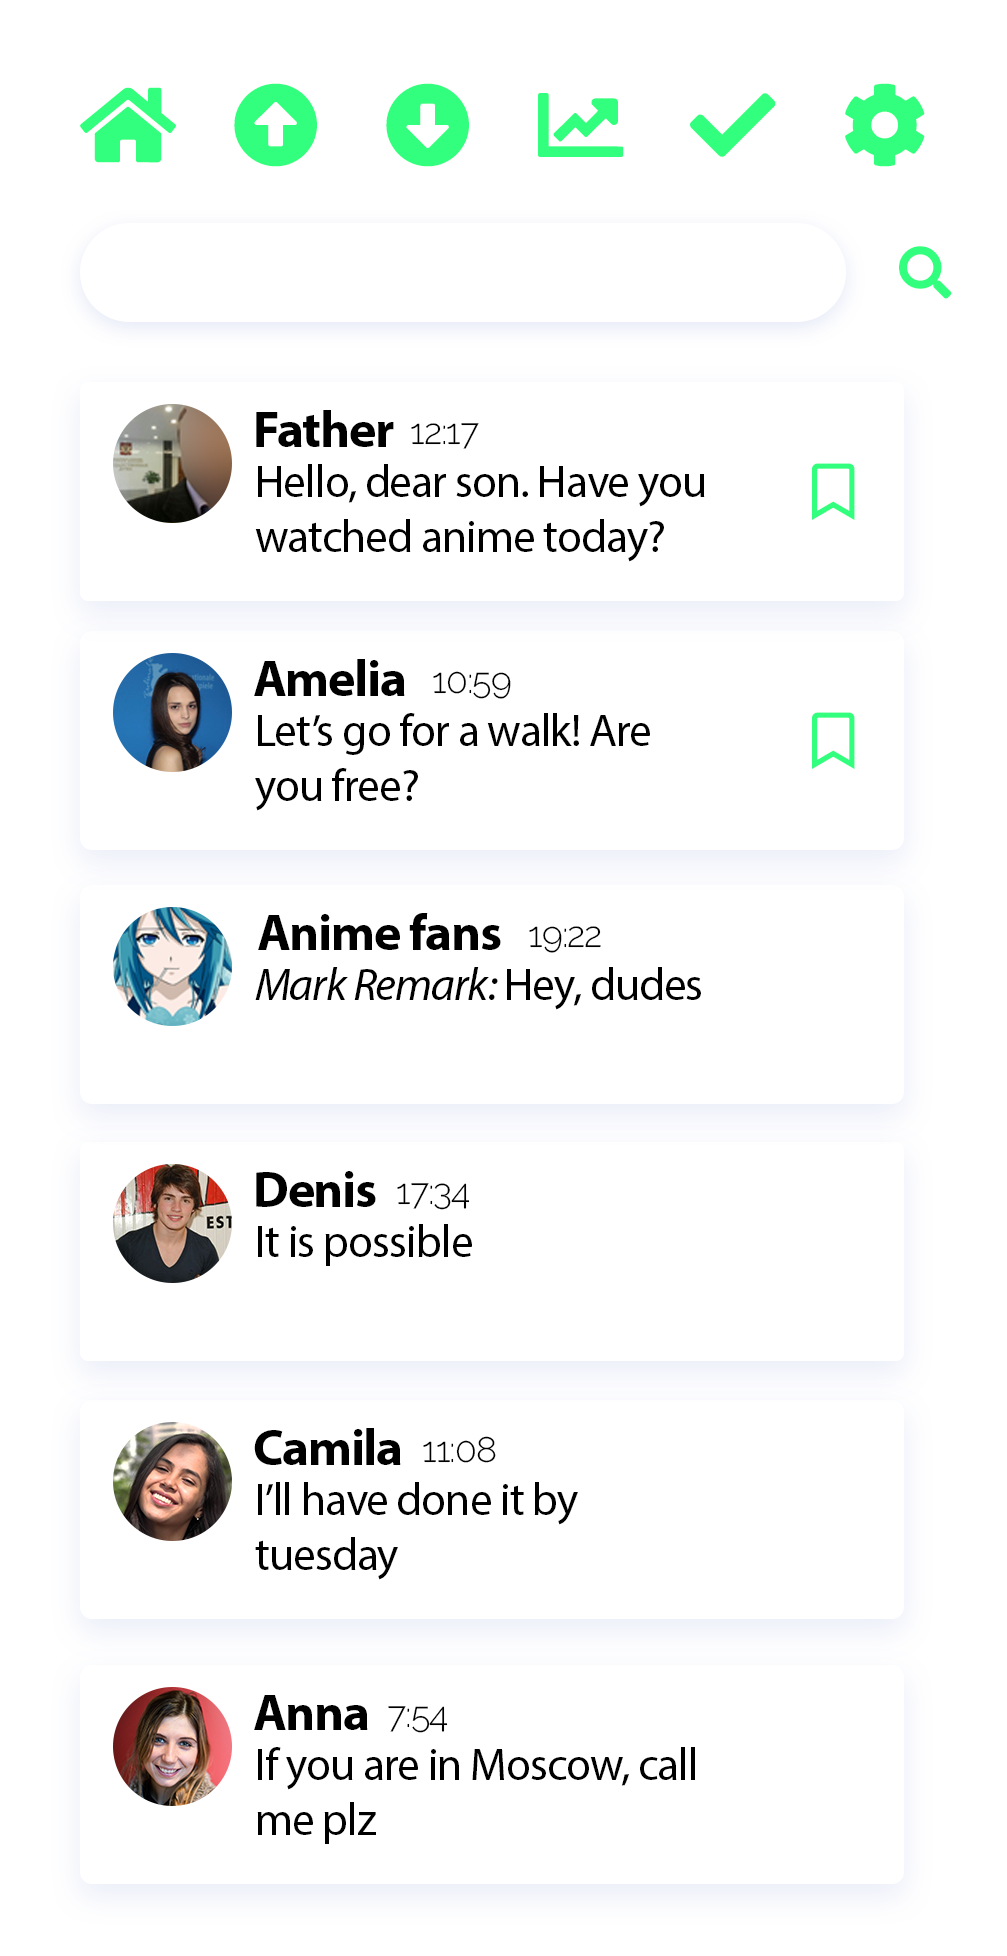 Father 12:17
Hello, dear son. Have you
watched anime today?
Amelia 10:59
Let’s go for a walk! Are
you free?
Anime fans 19:22
Mark Remark: Hey, dudes
Denis 17:34
EST
It is possible
Camila 11:08
I’ll have done it by
tuesday
Anna 7:54
If you are in Moscow, call
me plz